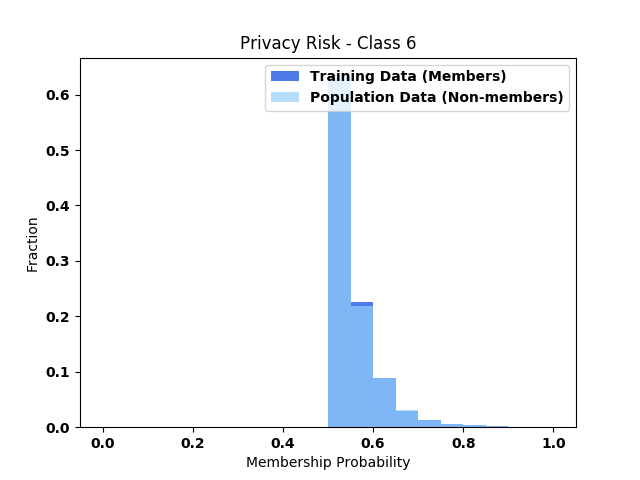 Privacy Risk - Class 6
Training Data (Members)
Population Data (Non-members)
0.6
0.5
0.4
0.3
0.2
0.1
0.0
Fraction
0.0 0.2 0.4 0.6 0.8 1.0
Membership Probability